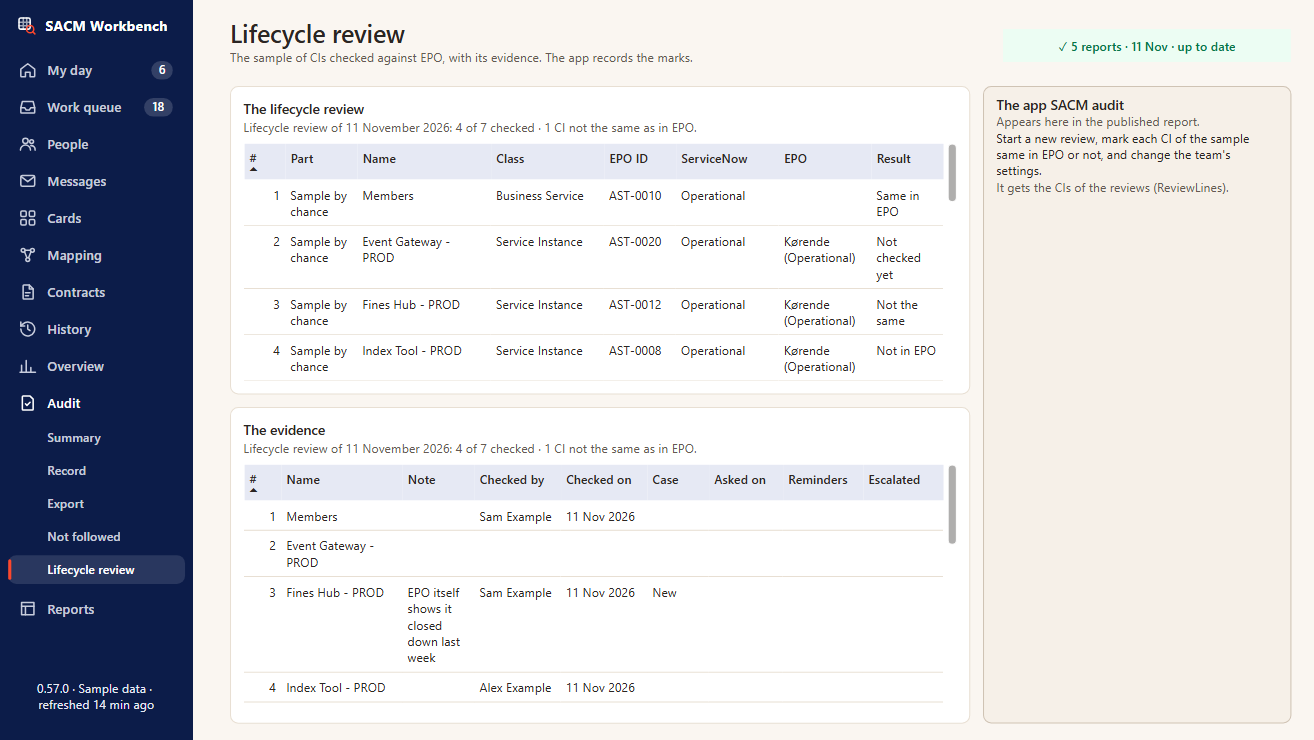 SACM Workbench
My day 6
Work queue 18
People
Messages
Cards
Mapping
Contracts
History
Overview
Audit
Summary
Record
Export
Not followed
Lifecycle review
Reports
0.57.0 · Sample data ·
refreshed 14 min ago
Lifecycle review
The sample of CIs checked against EPO, with its evidence. The app records the marks.
✓ 5 reports · 11 Nov · up to date
The lifecycle review
Lifecycle review of 11 November 2026: 4 of 7 checked · 1 CI not the same as in EPO.
# Part Name Class EPO ID ServiceNow EPO Result
1 Sample by Members Business Service AST-0010 Operational Same in
chance EPO
2 Sample by Event Gateway - Service Instance AST-0020 Operational Kørende Not
chance PROD (Operational) checked
yet
3 Sample by Fines Hub - PROD Service Instance AST-0012 Operational Kørende Not the
chance (Operational) same
4 Sample by Index Tool - PROD Service Instance AST-0008 Operational Kørende Not in EPO
chance (Operational)
The evidence
Lifecycle review of 11 November 2026: 4 of 7 checked · 1 CI not the same as in EPO.
# Name Note Checked by Checked on Case Asked on Reminders Escalated
1 Members Sam Example 11 Nov 2026
2 Event Gateway -
PROD
3 Fines Hub - PROD EPO itself Sam Example 11 Nov 2026 New
shows it
closed
down last
week
4 Index Tool - PROD Alex Example 11 Nov 2026
The app SACM audit
Appears here in the published report.
Start a new review, mark each CI of the sample
same in EPO or not, and change the team's
settings.
It gets the CIs of the reviews (ReviewLines).